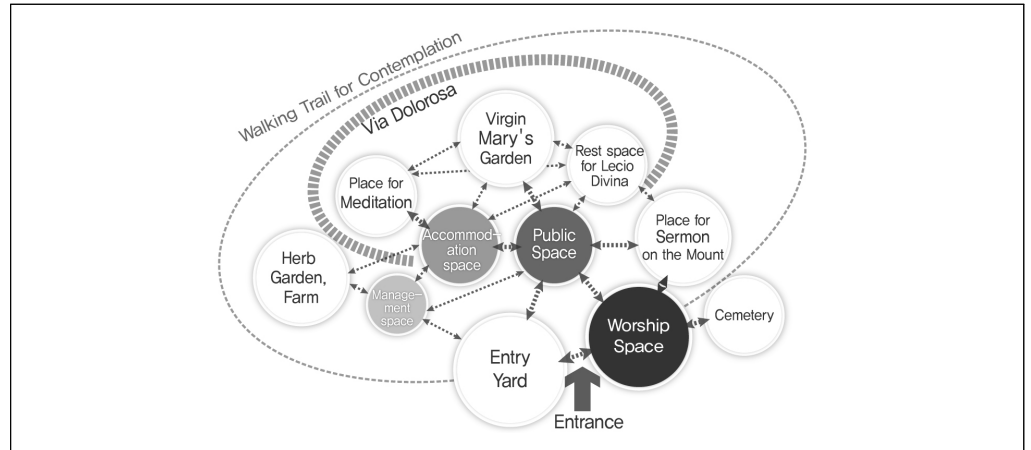 Walking Trail for Contemplation
Via Dolorosa
Virgin
Mary's
Garden
Rest space
for Lecio
Divina
Place for
Meditation
Accommod-
ation
space
Public
Space
Place for
Sermon
on the Mount
Herb
Garden,
Farm
Manage-
ment
space
Worship
Space
Cemetery
Entry
Yard
Entrance